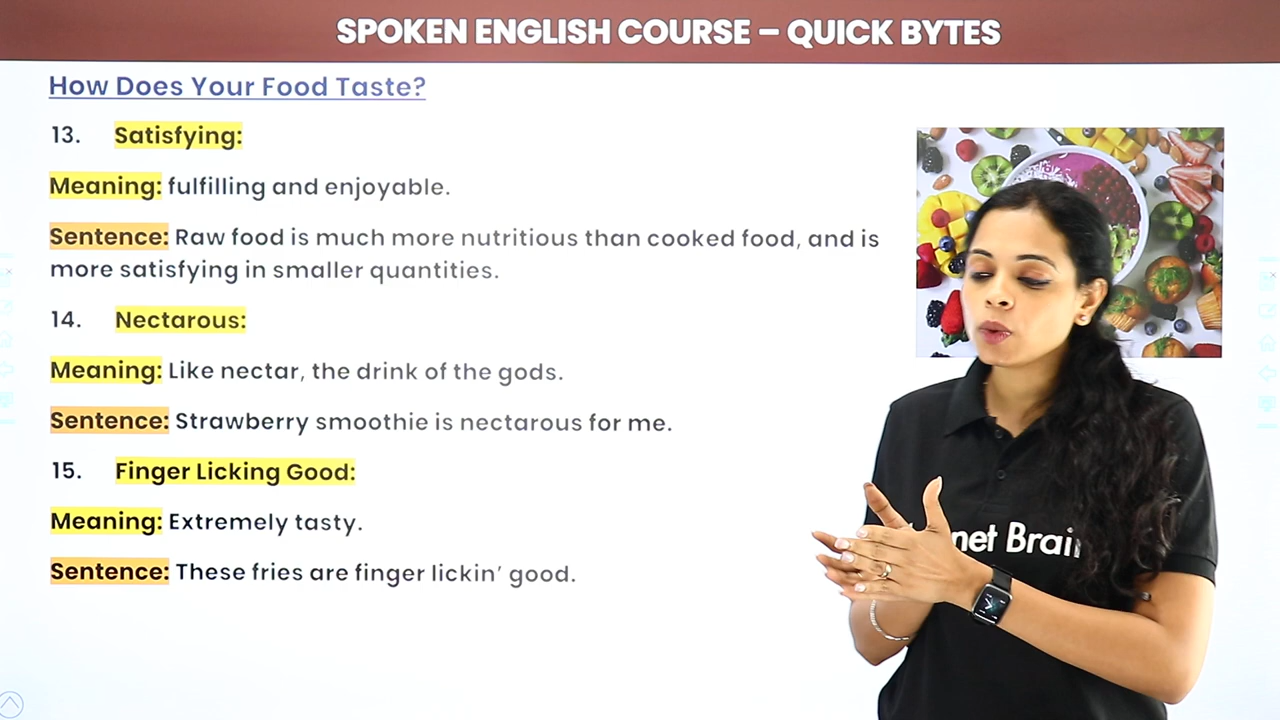 SPOKEN ENGLISH COURSE – QUICK BYTES
How Does Your Food Taste?
13. Satisfying:
Meaning: fulfilling and enjoyable.
Sentence: Raw food is much more nutritious than cooked food, and is
more satisfying in smaller quantities.
14. Nectarous:
Meaning: Like nectar, the drink of the gods.
Sentence: Strawberry smoothie is nectarous for me.
15. Finger Licking Good:
Meaning: Extremely tasty.
Sentence: These fries are finger lickin’ good.